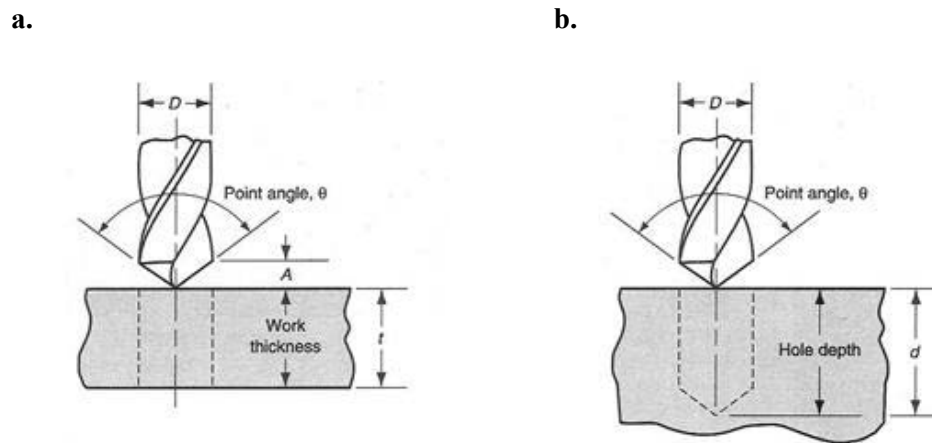 a.
D
Point angle, θ
A
Work
thickness
t
b.
D
Point angle, θ
Hole depth
d